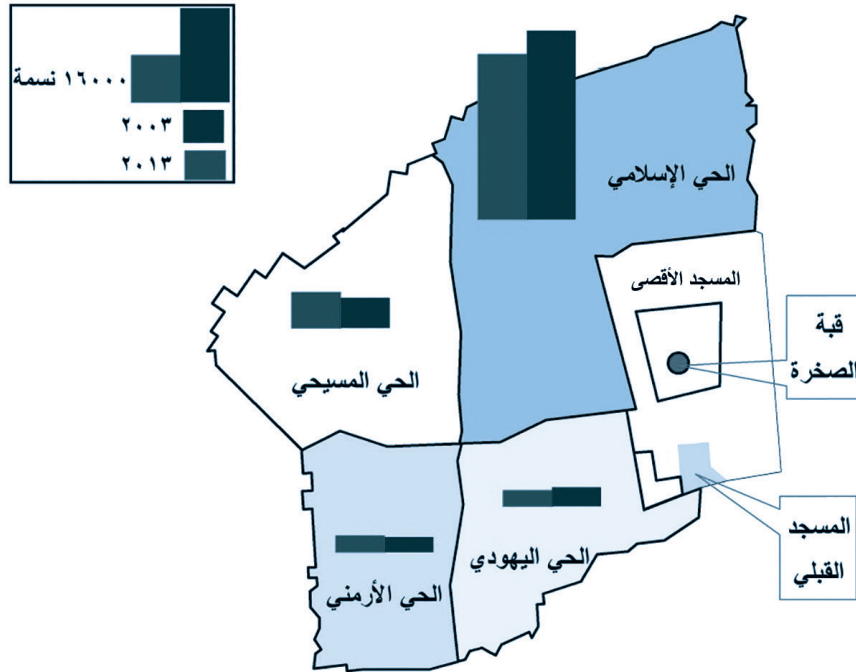 ١٦٠٠٠ نسمة
٢٠٠٣
٢٠١٣
الحي الإسلامي
المسجد الأقصى
قبة
الصخرة
الحي المسيحي
المسجد
القبلي
الحي اليهودي
الحي الأرمني